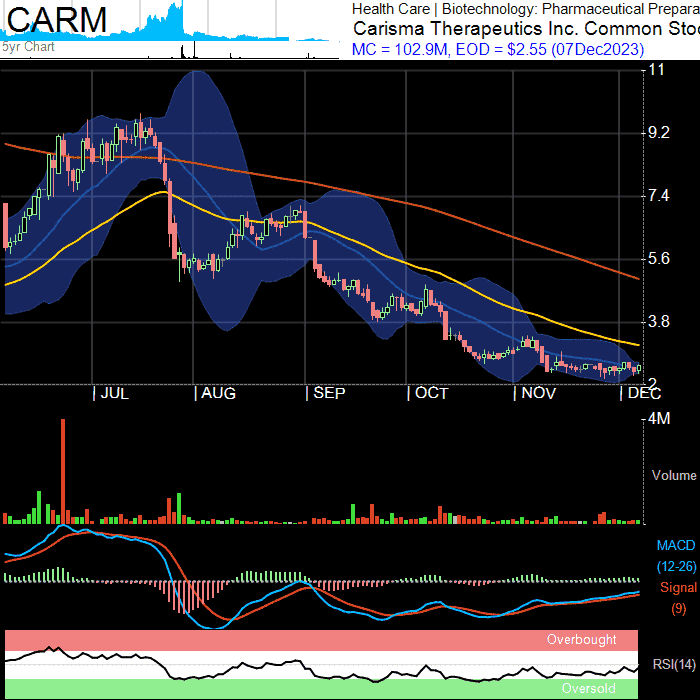 CARM
5yr Chart
Health Care | Biotechnology: Pharmaceutical Prepara
Carisma Therapeutics Inc. Common Stoc
MC = 102.9M, EOD = $2.55 (07Dec2023)
11
9.2
7.4
5.6
3.8
2
| JUL | AUG | SEP | OCT | NOV | DEC
4M
Volume
MACD
(12-26)
Signal
(9)
Overbought
RSI(14)
Oversold